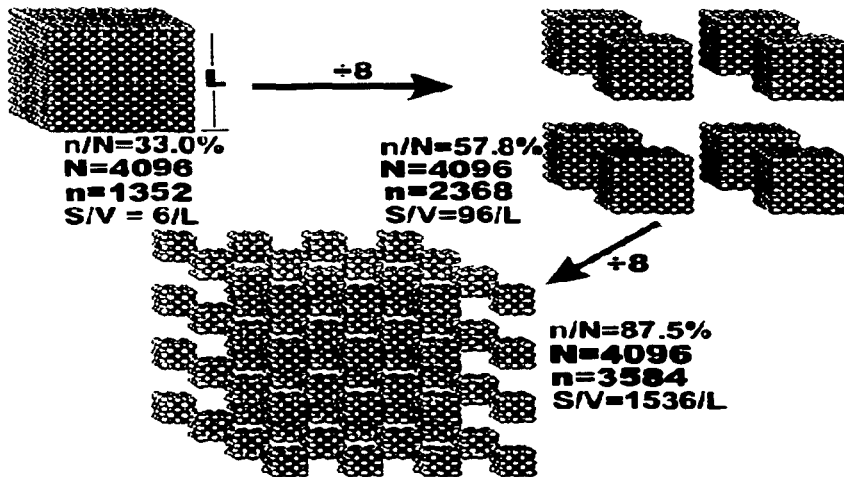 L
÷8
n/N=33.0%
N=4096
n=1352
S/V = 6/L
n/N=57.8%
N=4096
n=2368
S/V=96/L
÷8
n/N=87.5%
N=4096
n=3584
S/V=1536/L